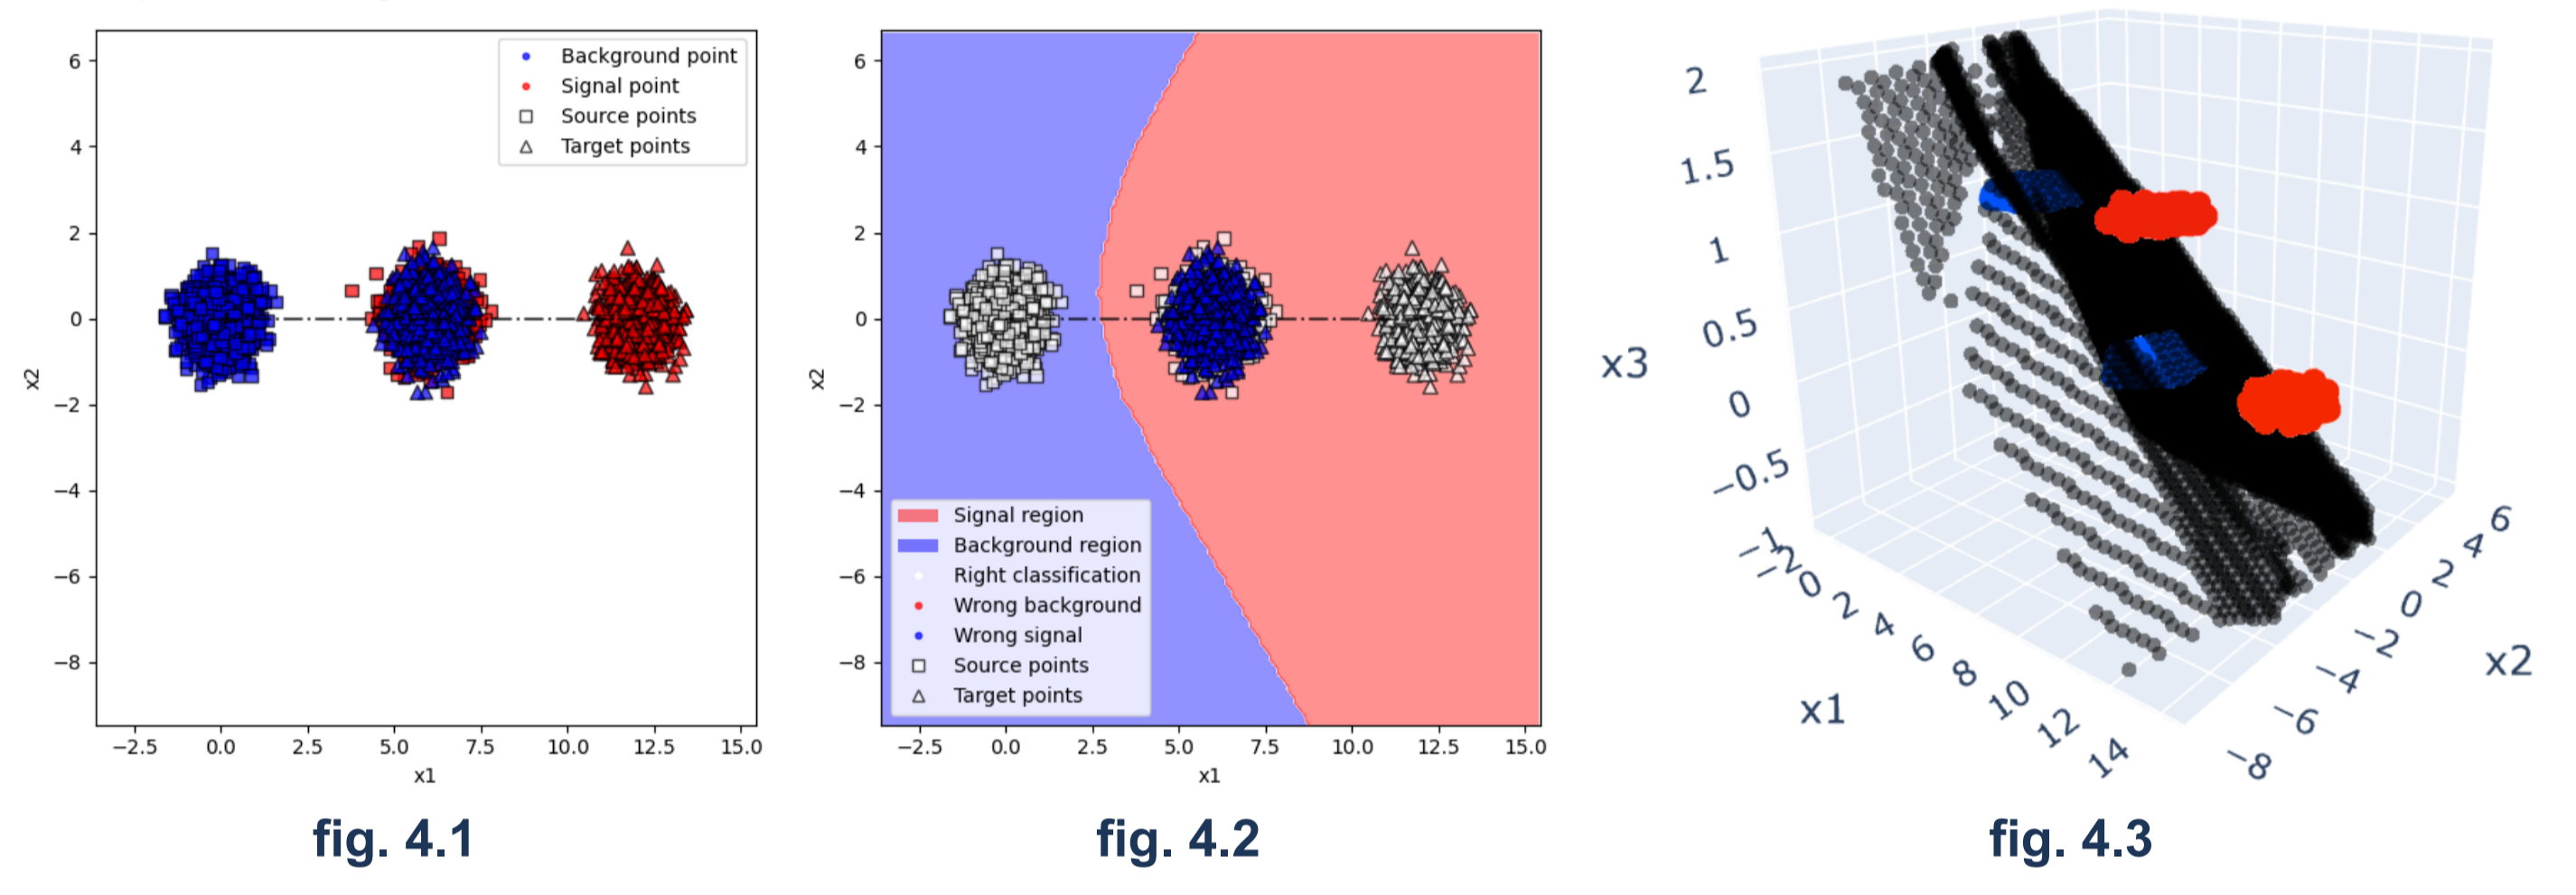 6
4
2
0
−2
−4
−6
−8
x2
−2.5 0.0 2.5 5.0 7.5 10.0 12.5 15.0
x1
Background point
Signal point
Source points
Target points
fig. 4.1
6
4
2
0
−2
−4
−6
−8
x2
−2.5 0.0 2.5 5.0 7.5 10.0 12.5 15.0
x1
Signal region
Background region
Right classification
Wrong background
Wrong signal
Source points
Target points
fig. 4.2
2
1.5
1
0.5
0
−0.5
−1
x3
−2 0 2 4 6 8 10 12 14
x1
6
4
2
0
−2
−4
−6
−8
x2
fig. 4.3